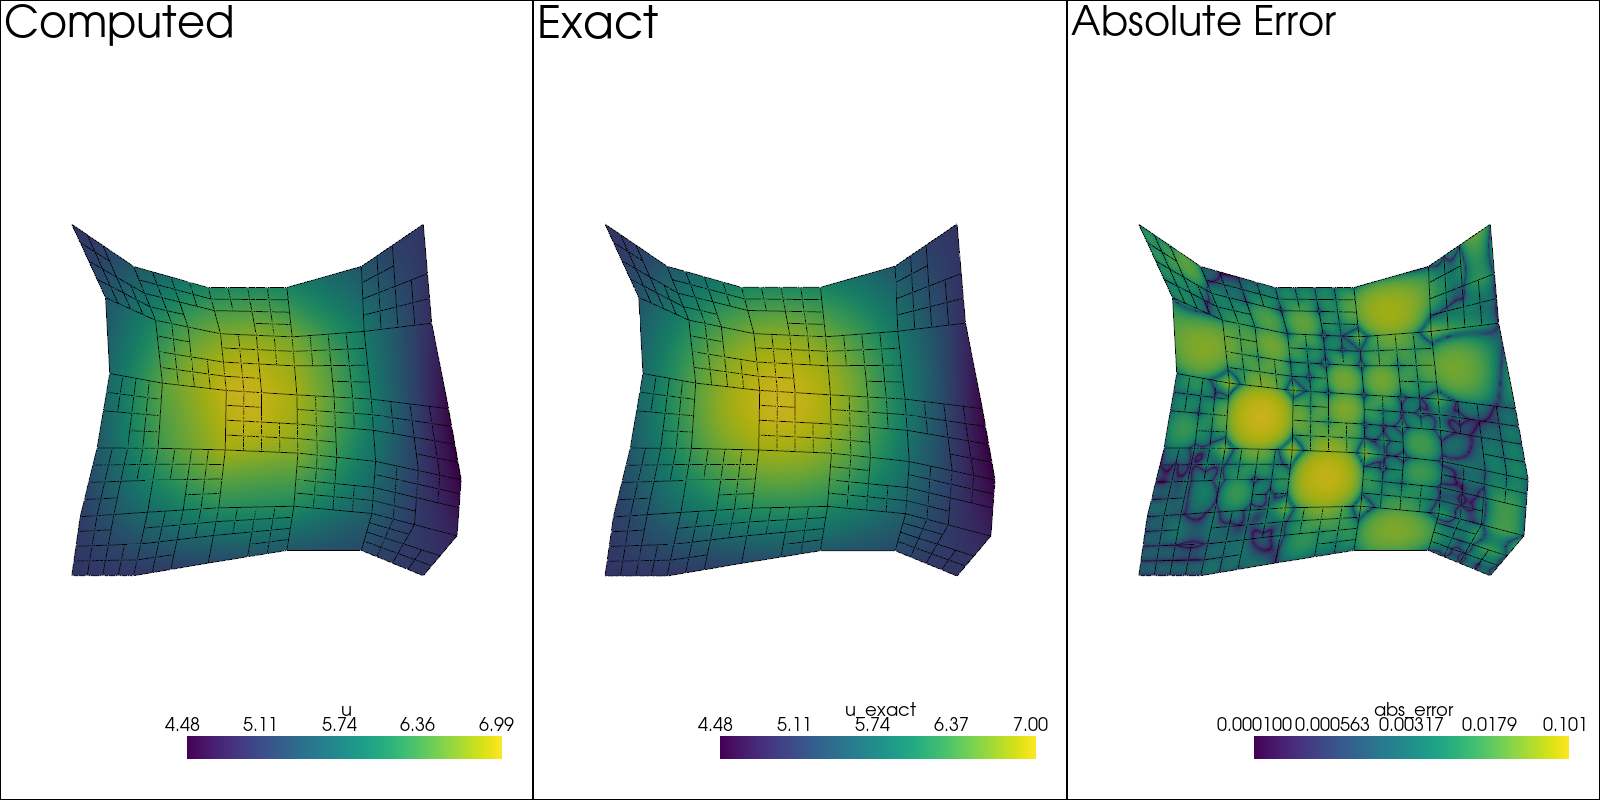 Computed
Exact
Absolute Error
u
4.48 5.11 5.74 6.36 6.99
u_exact
4.48 5.11 5.74 6.37 7.00
abs_error
0.000100 0.000563 0.00317 0.0179 0.101